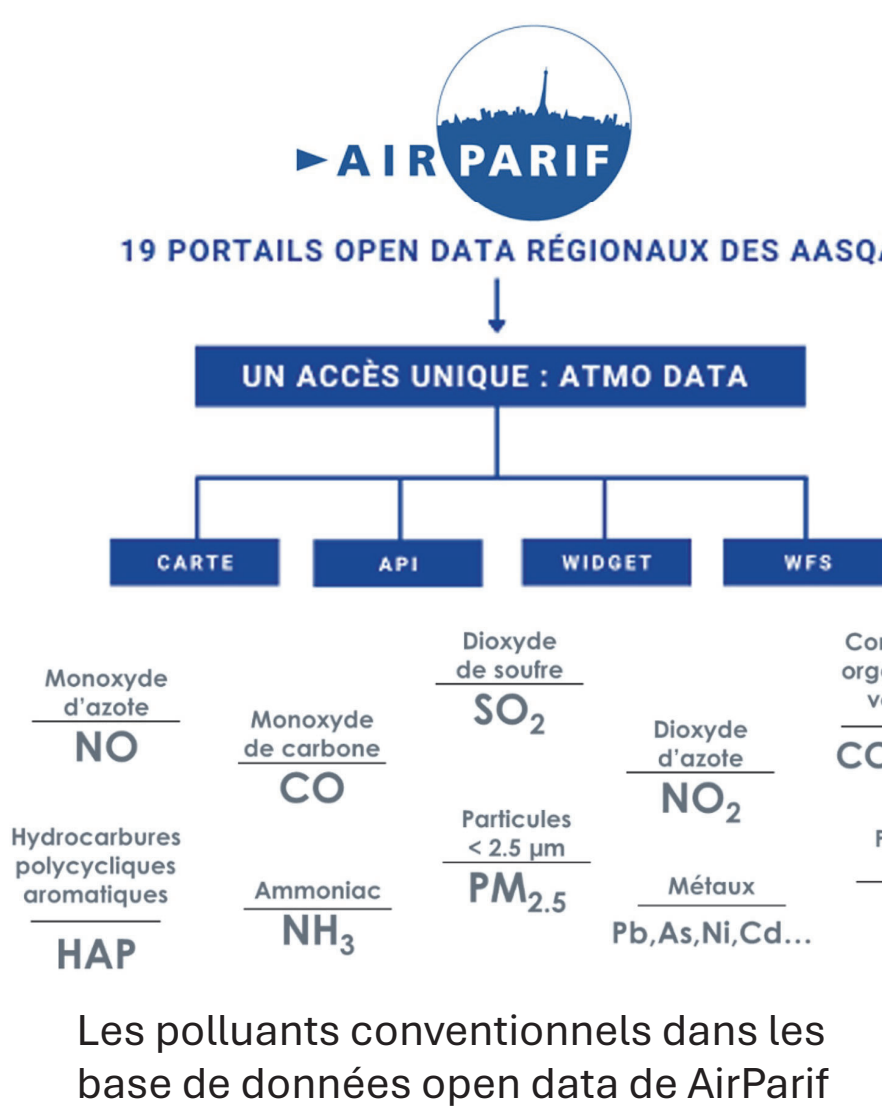 AIRPARIF
19 PORTAILS OPEN DATA RÉGIONAUX DES
UN ACCÈS UNIQUE : ATMO DATA
CARTE
API
WIDGET
WFS
Monoxyde
d'azote
NO
Monoxyde
de carbone
CO
Dioxyde
de soufre
SO₂
Dioxyde
d'azote
NO₂
Hydrocarbures
polycycliques
aromatiques
HAP
Ammoniac
NH₃
Particules
< 2.5 µm
PM₂.₅
Métaux
Pb,As,Ni,Cd...
Les polluants conventionnels dans les
base de données open data de AirParif